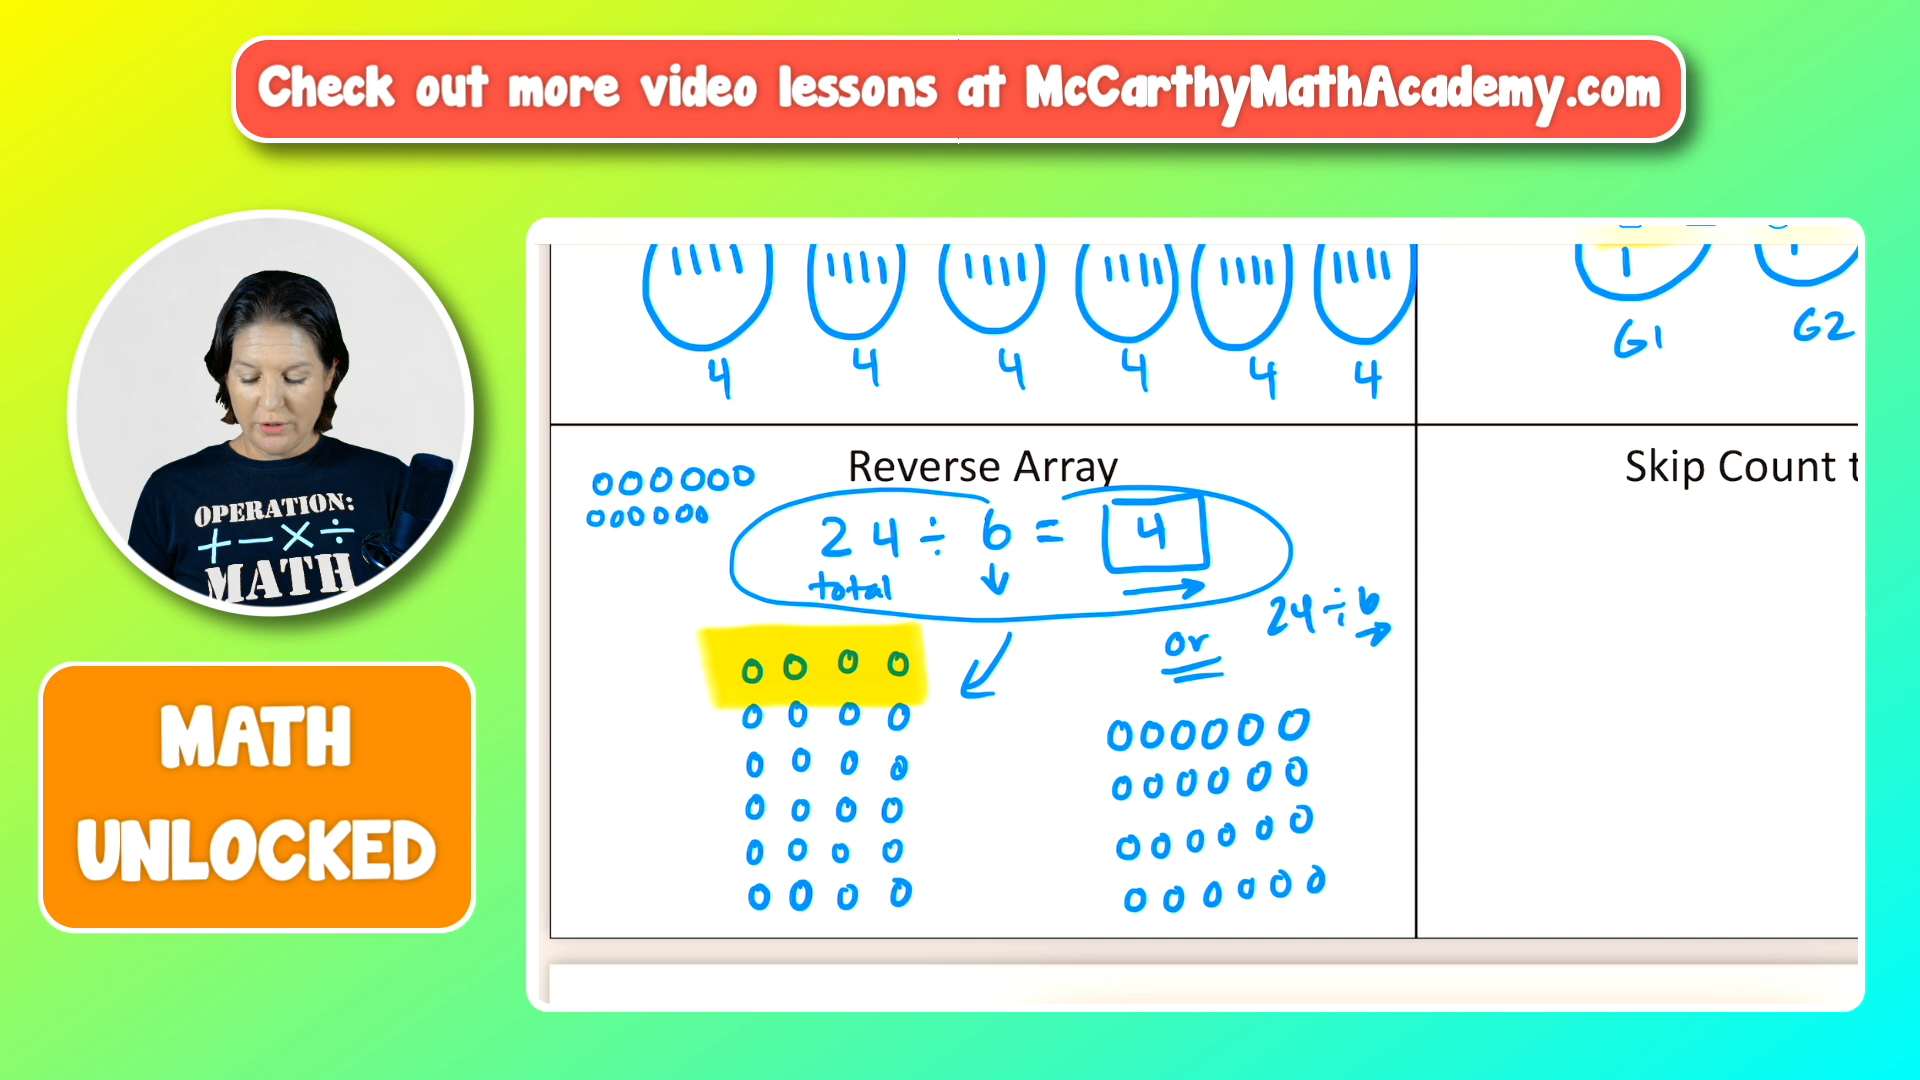 Check out more video lessons at McCarthyMathAcademy.com
OPERATION:
+ − × ÷
MATH
MATH
UNLOCKED
4 4 4 4 4 4
G1 G2
Reverse Array
24 ÷ 6 = 4
total
or
24 ÷ 6
Skip Count t